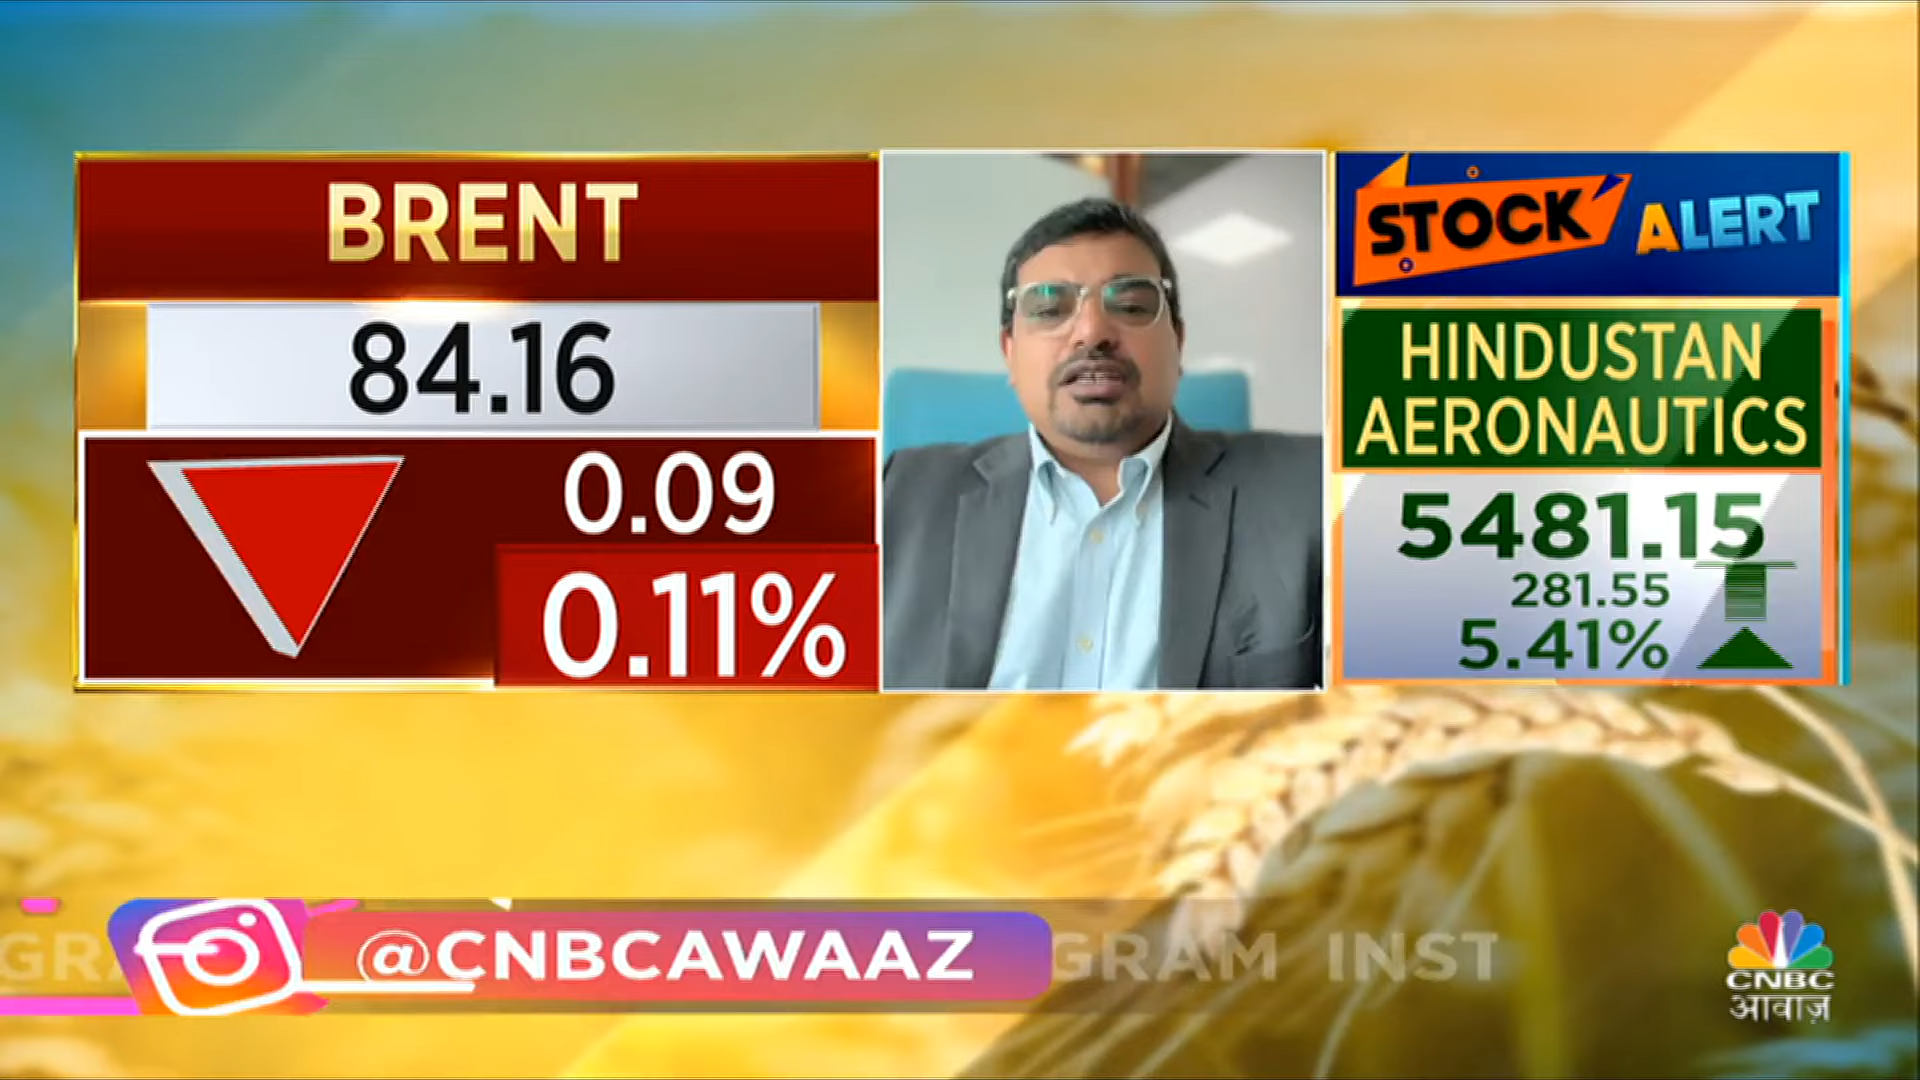 BRENT
84.16
0.09
0.11%
STOCK ALERT
HINDUSTAN
AERONAUTICS
5481.15
281.55
5.41%
GRA
@CNBCAWAAZ
GRAM INST
CNBC
आवाज़